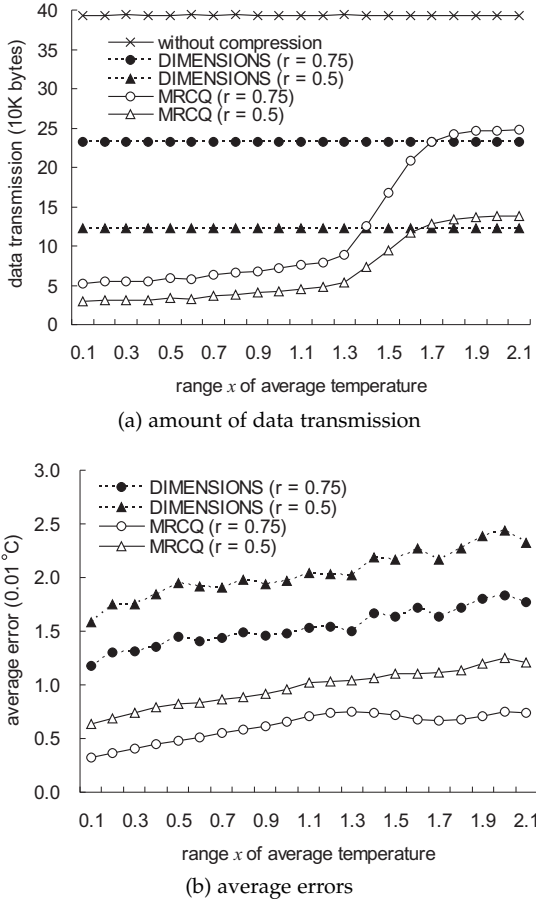 40
35
30
25
20
15
10
5
0
data transmission (10K bytes)
without compression
DIMENSIONS (r = 0.75)
DIMENSIONS (r = 0.5)
MRCQ (r = 0.75)
MRCQ (r = 0.5)
0.1 0.3 0.5 0.7 0.9 1.1 1.3 1.5 1.7 1.9 2.1
range x of average temperature
(a) amount of data transmission
3.0
2.5
2.0
1.5
1.0
0.5
0.0
average error (0.01 °C)
DIMENSIONS (r = 0.75)
DIMENSIONS (r = 0.5)
MRCQ (r = 0.75)
MRCQ (r = 0.5)
0.1 0.3 0.5 0.7 0.9 1.1 1.3 1.5 1.7 1.9 2.1
range x of average temperature
(b) average errors